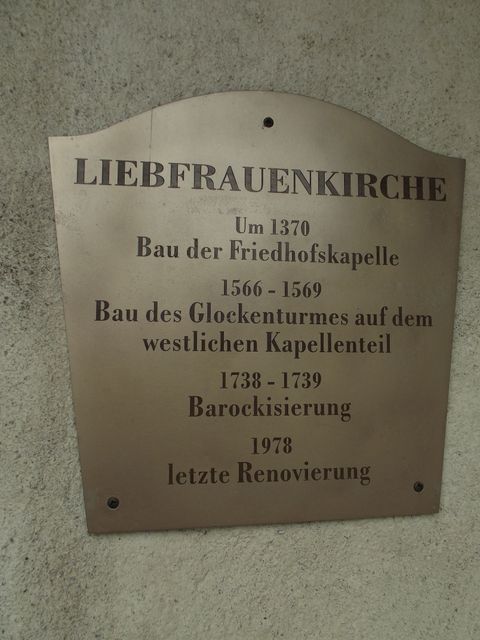 LIEBFRAUENKIRCHE
Um 1370
Bau der Friedhofskapelle
1566 - 1569
Bau des Glockenturmes auf dem
westlichen Kapellenteil
1738 - 1739
Barockisierung
1978
letzte Renovierung